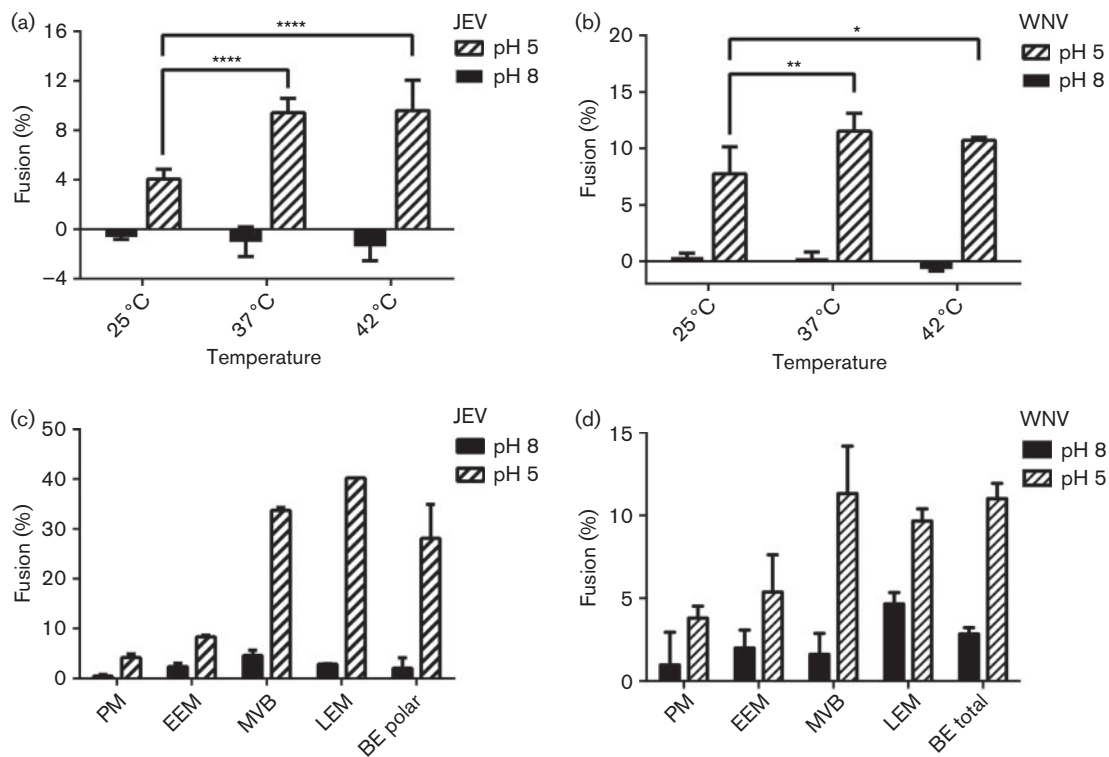 (a)
JEV
pH 5
pH 8
****
****
16
12
8
4
0
−4
Fusion (%)
25 °C
37 °C
42 °C
Temperature
(b)
WNV
pH 5
pH 8
*
**
20
15
10
5
0
Fusion (%)
25 °C
37 °C
42 °C
Temperature
(c)
JEV
pH 8
pH 5
50
40
30
20
10
0
Fusion (%)
PM
EEM
MVB
LEM
BE polar
(d)
WNV
pH 8
pH 5
15
10
5
0
Fusion (%)
PM
EEM
MVB
LEM
BE total